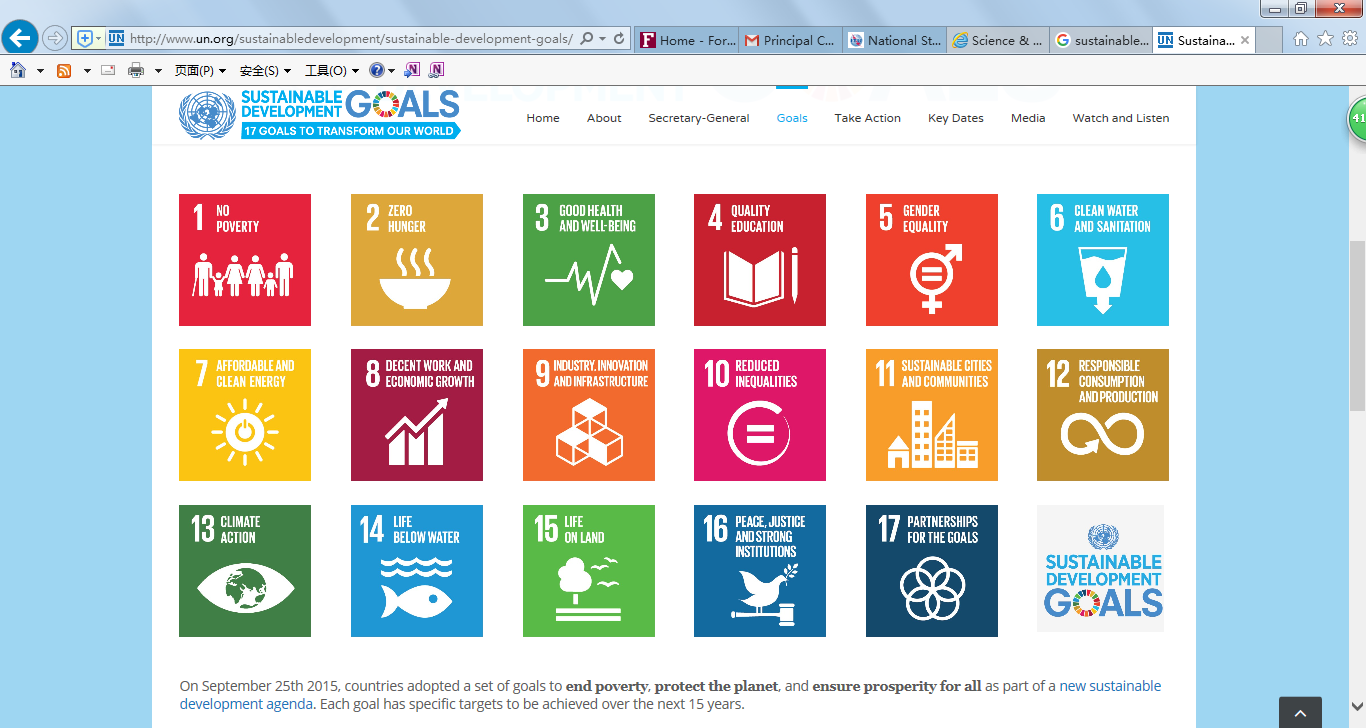 http://www.un.org/sustainabledevelopment/sustainable-development-goals/
Home - For...
Principal C...
National St...
Science & ...
sustainable...
UN Sustaina...
页面(P)
安全(S)
工具(O)
SUSTAINABLE DEVELOPMENT GOALS
17 GOALS TO TRANSFORM OUR WORLD
Home
About
Secretary-General
Goals
Take Action
Key Dates
Media
Watch and Listen
41
1 NO
POVERTY
2 ZERO
HUNGER
3 GOOD HEALTH
AND WELL-BEING
4 QUALITY
EDUCATION
5 GENDER
EQUALITY
6 CLEAN WATER
AND SANITATION
7 AFFORDABLE AND
CLEAN ENERGY
8 DECENT WORK AND
ECONOMIC GROWTH
9 INDUSTRY, INNOVATION
AND INFRASTRUCTURE
10 REDUCED
INEQUALITIES
11 SUSTAINABLE CITIES
AND COMMUNITIES
12 RESPONSIBLE
CONSUMPTION
AND PRODUCTION
13 CLIMATE
ACTION
14 LIFE
BELOW WATER
15 LIFE
ON LAND
16 PEACE, JUSTICE
AND STRONG
INSTITUTIONS
17 PARTNERSHIPS
FOR THE GOALS
SUSTAINABLE
DEVELOPMENT
GOALS
On September 25th 2015, countries adopted a set of goals to end poverty, protect the planet, and ensure prosperity for all as part of a new sustainable
development agenda. Each goal has specific targets to be achieved over the next 15 years.